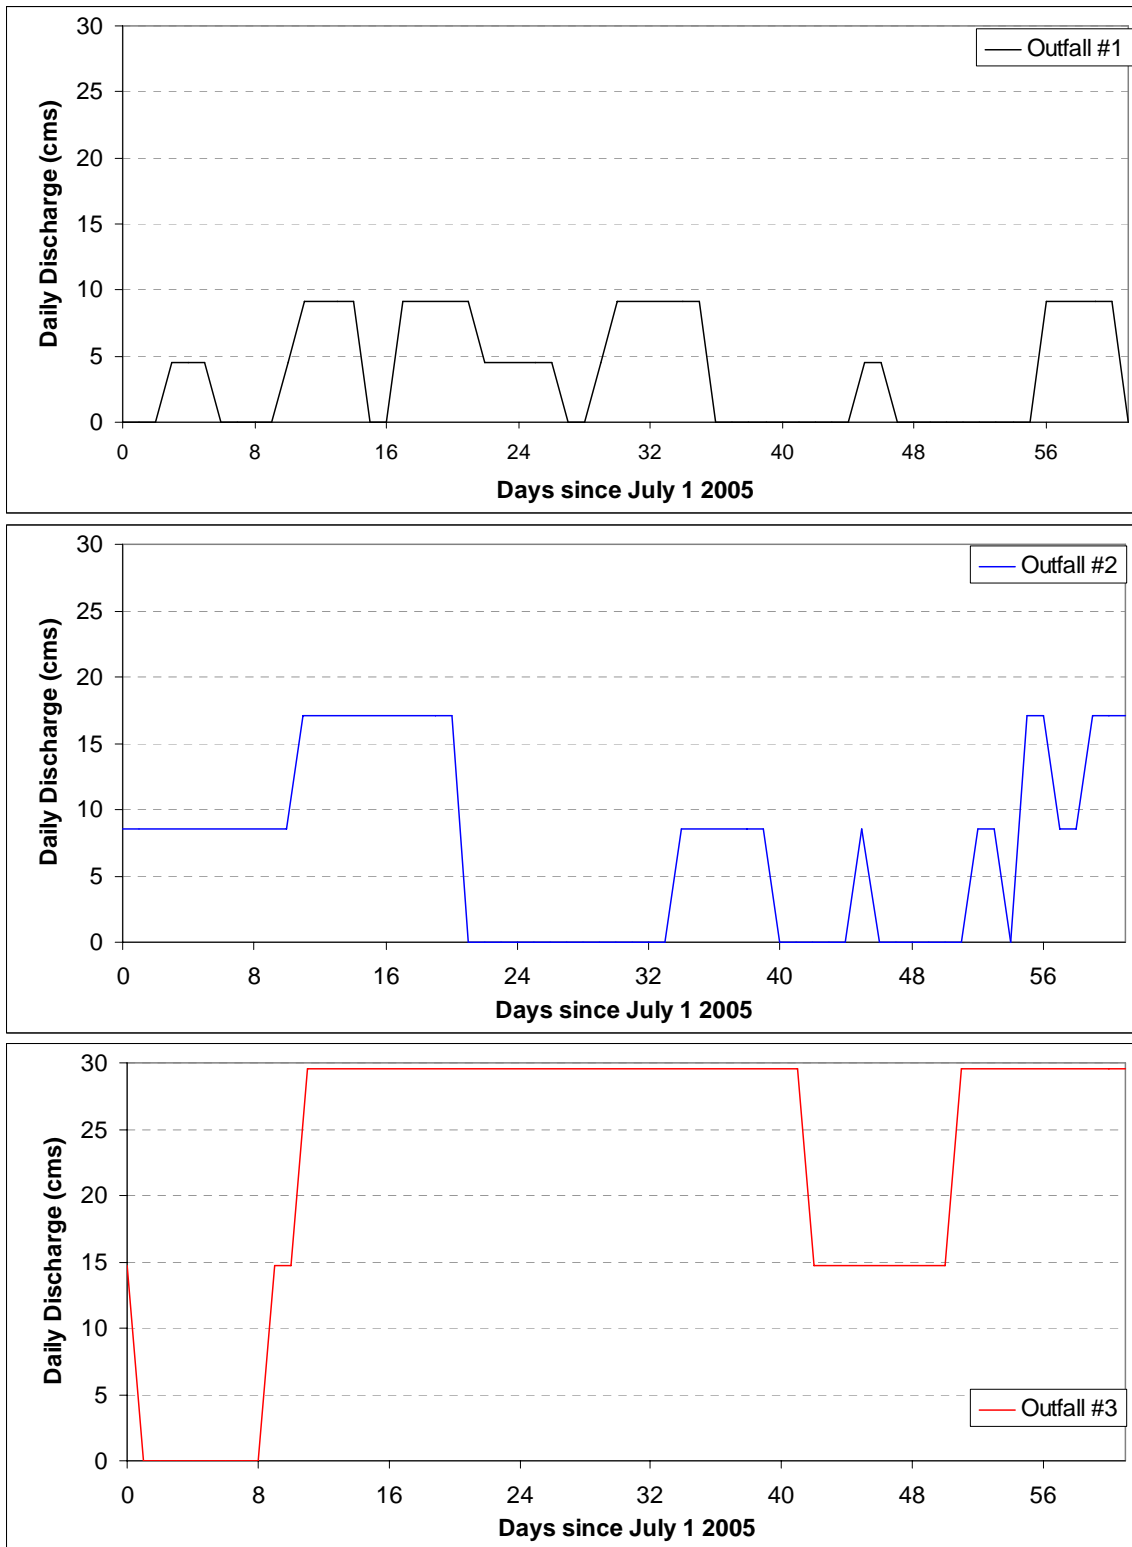 30
Outfall #1
25
20
15
10
5
0
Daily Discharge (cms)
0 8 16 24 32 40 48 56
Days since July 1 2005
30
Outfall #2
25
20
15
10
5
0
Daily Discharge (cms)
0 8 16 24 32 40 48 56
Days since July 1 2005
30
25
20
15
10
5
Outfall #3
0
Daily Discharge (cms)
0 8 16 24 32 40 48 56
Days since July 1 2005